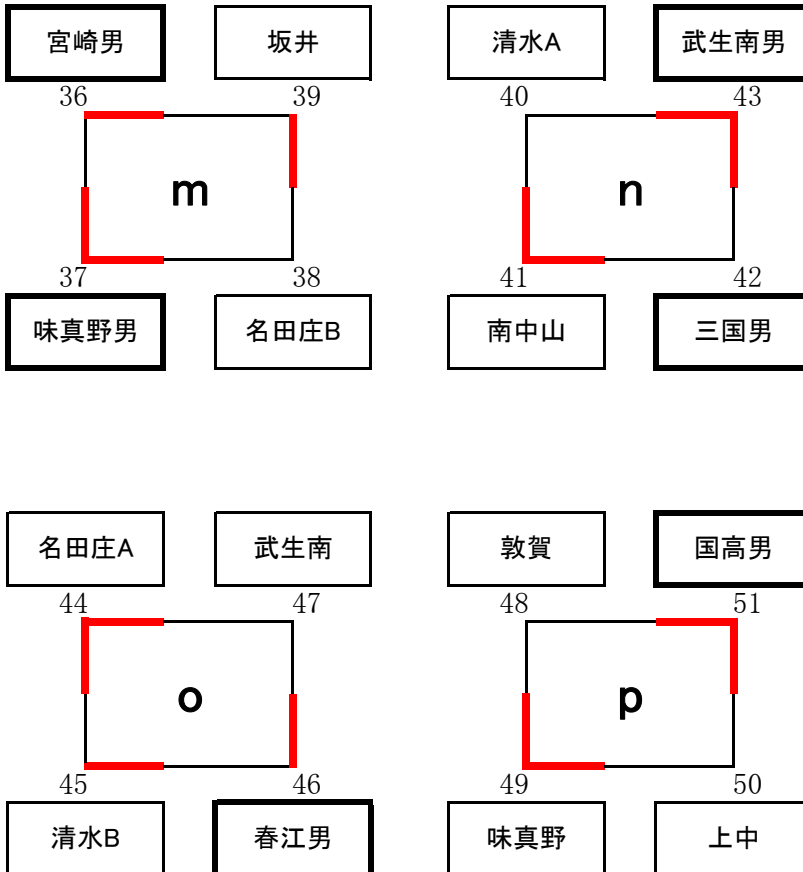 宮崎男 坂井 清水A 武生南男
36 39 40 43
m n
37 38 41 42
味真野男 名田庄B 南中山 三国男
名田庄A 武生南 敦賀 国高男
44 47 48 51
o p
45 46 49 50
清水B 春江男 味真野 上中